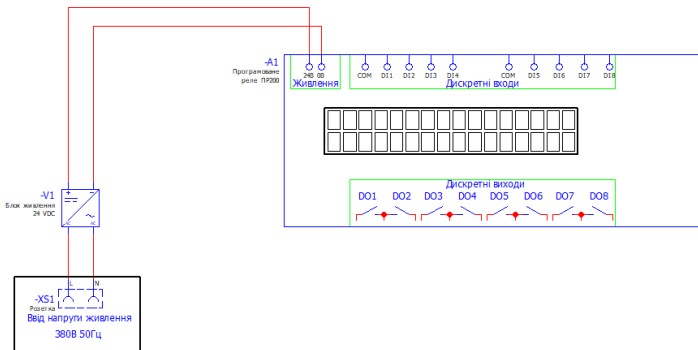 -A1
Програмоване
реле ПР200
24В 0В
Живлення
COM DI1 DI2 DI3 DI4 COM DI5 DI6 DI7 DI8
Дискретні входи
Дискретні виходи
DO1 DO2 DO3 DO4 DO5 DO6 DO7 DO8
-V1
Блок живлення
24 VDC
+ −
K K
L N
-XS1
Розетка
Ввід напруги живлення
380В 50Гц